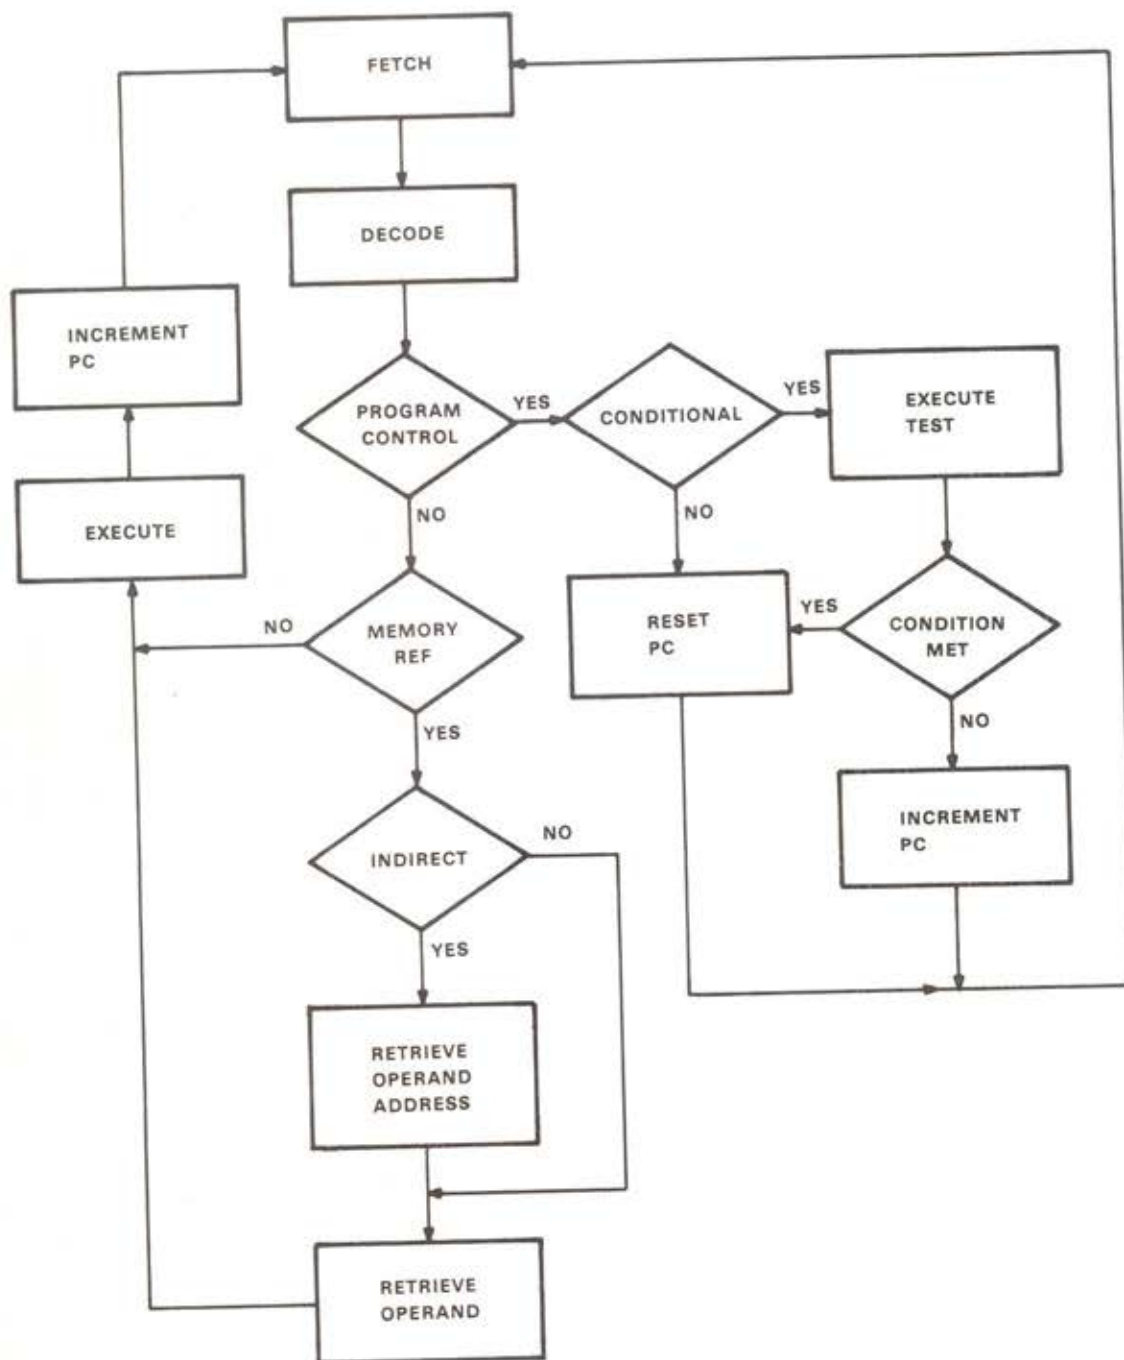 FETCH
DECODE
INCREMENT
PC
PROGRAM
CONTROL
YES
CONDITIONAL
YES
EXECUTE
TEST
NO
NO
EXECUTE
NO
MEMORY
REF
RESET
PC
YES
CONDITION
MET
YES
NO
INDIRECT
NO
INCREMENT
PC
YES
RETRIEVE
OPERAND
ADDRESS
RETRIEVE
OPERAND